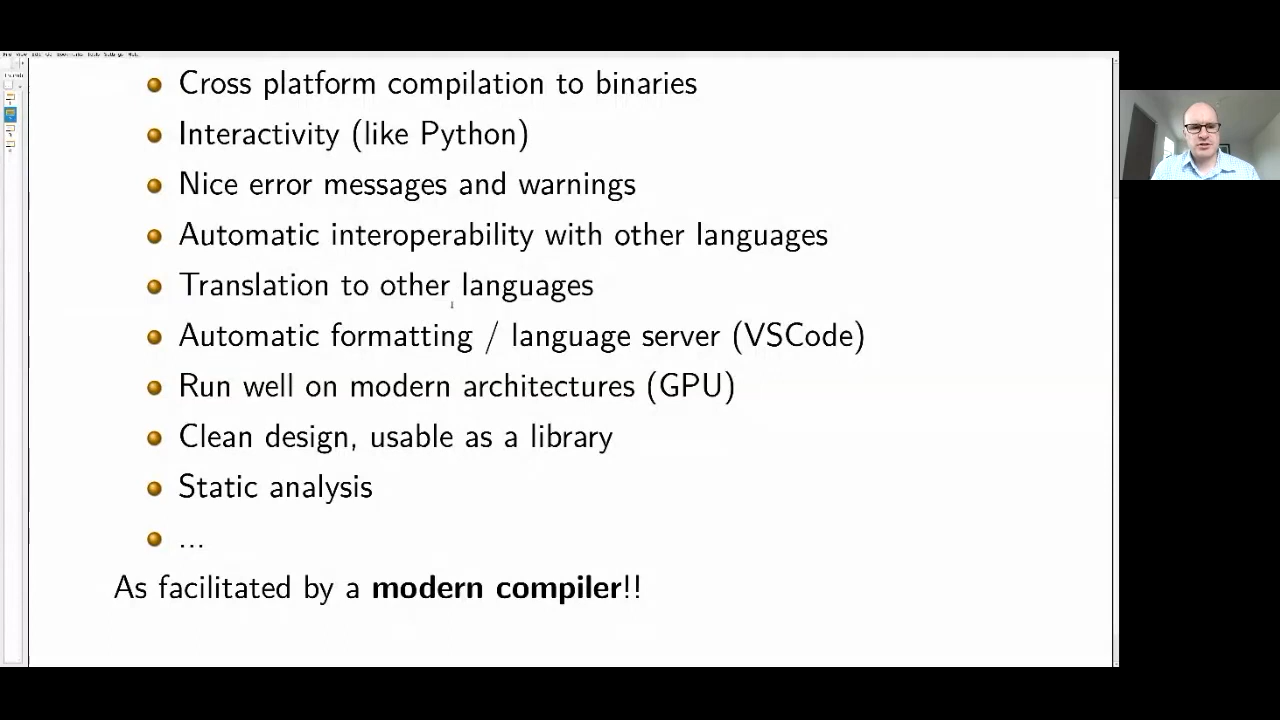 Cross platform compilation to binaries
Interactivity (like Python)
Nice error messages and warnings
Automatic interoperability with other languages
Translation to other languages
Automatic formatting / language server (VSCode)
Run well on modern architectures (GPU)
Clean design, usable as a library
Static analysis
...
As facilitated by a modern compiler!!